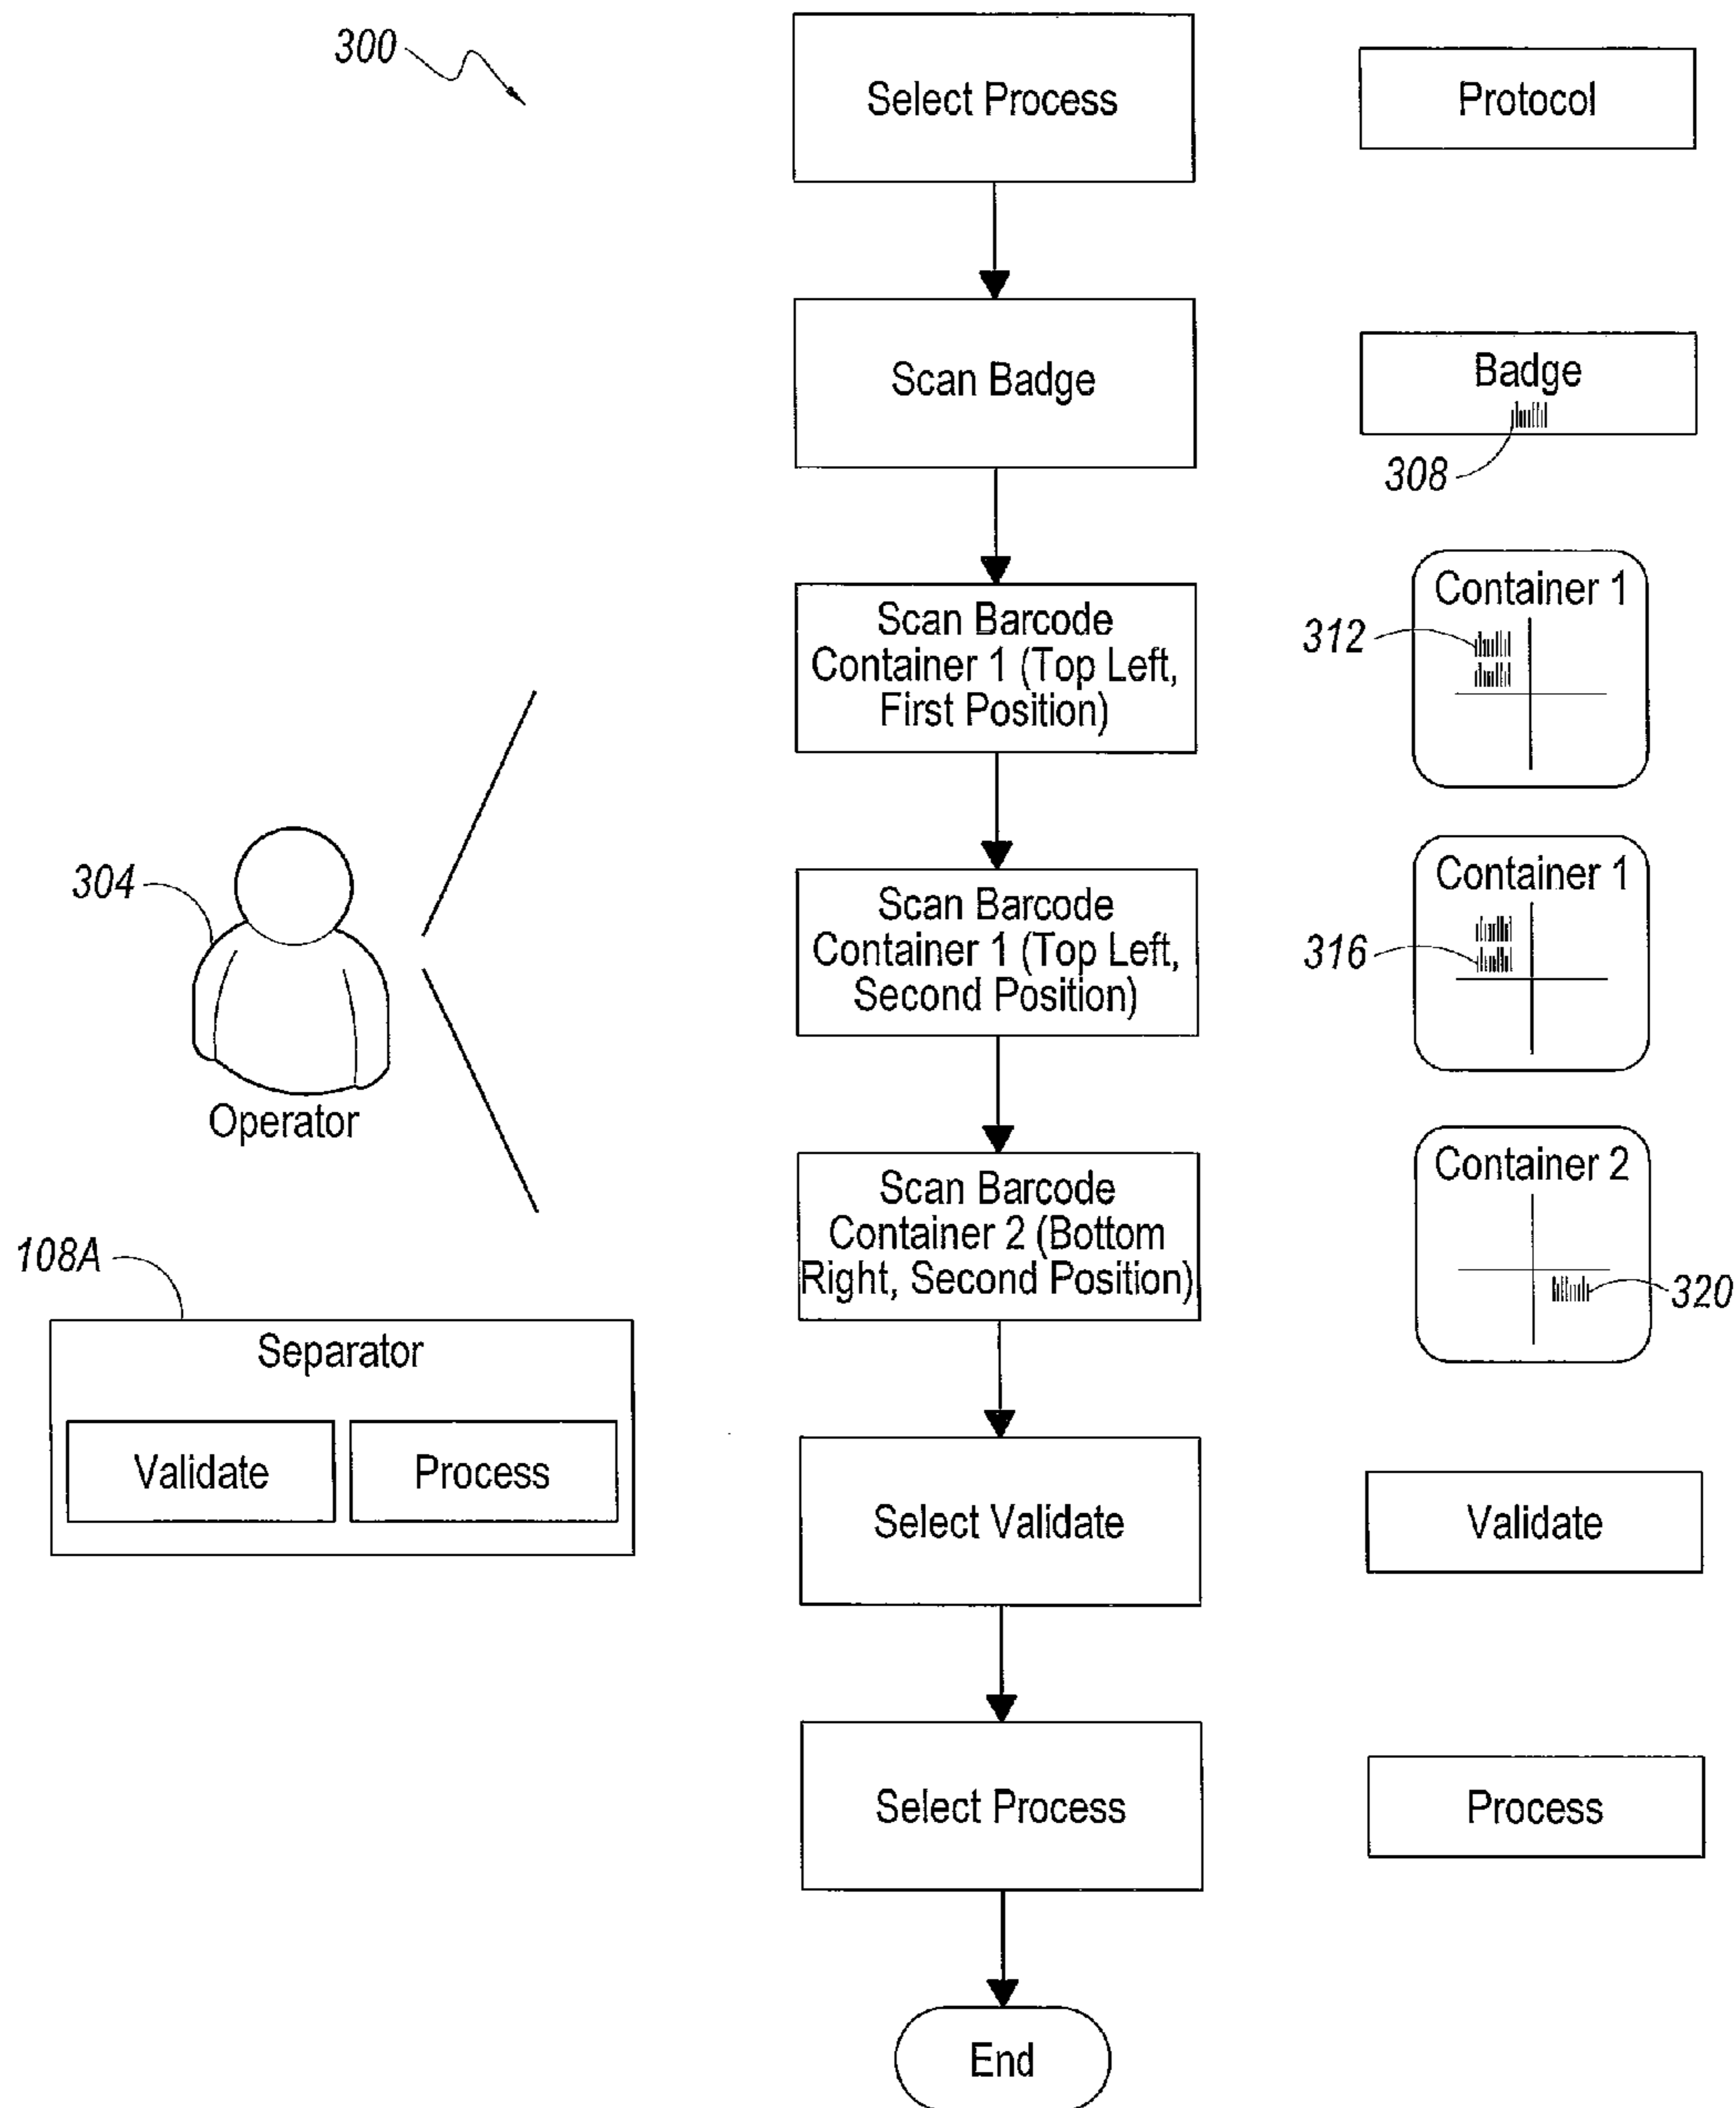 300
Select Process
Protocol
Scan Badge
Badge
308
Scan Barcode
Container 1 (Top Left,
First Position)
Container 1
312
Scan Barcode
Container 1 (Top Left,
Second Position)
Container 1
316
304
Operator
Scan Barcode
Container 2 (Bottom
Right, Second Position)
Container 2
320
108A
Separator
Validate
Process
Select Validate
Validate
Select Process
Process
End